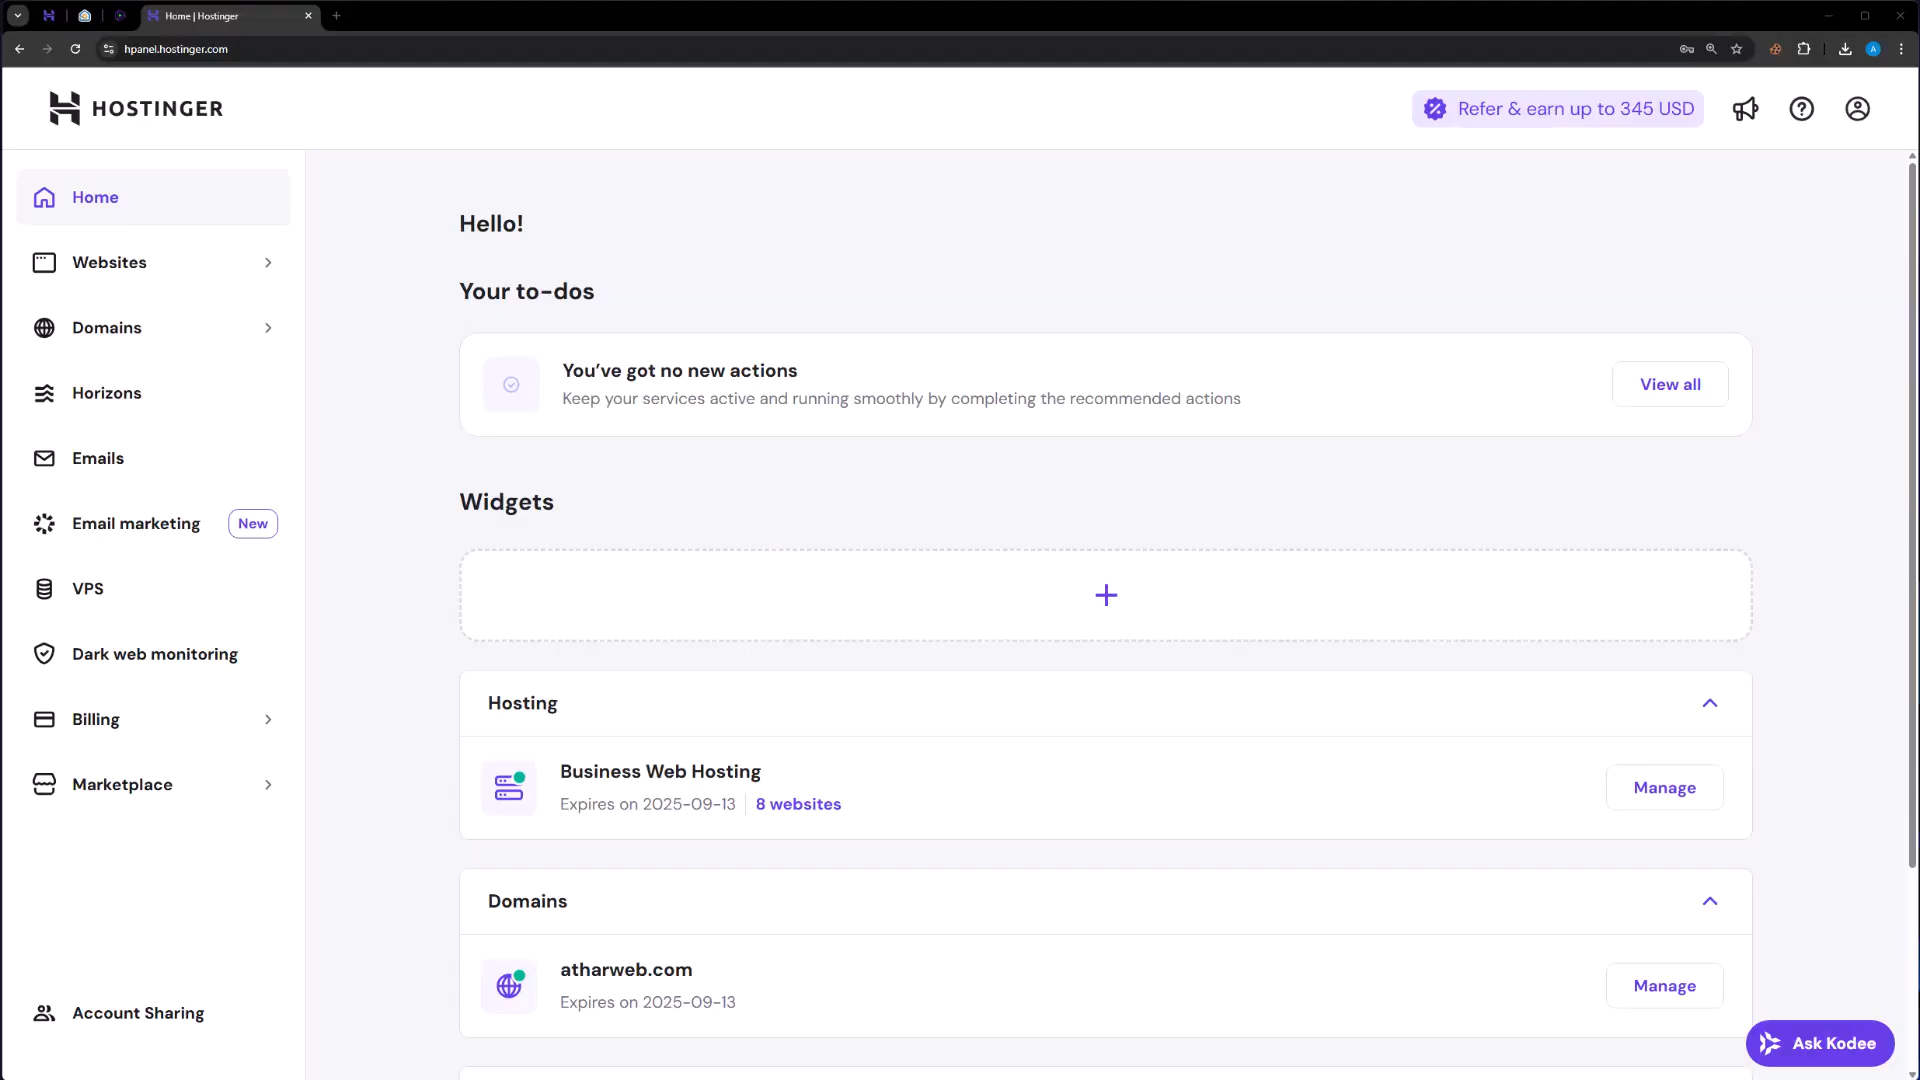 Home | Hostinger
hpanel.hostinger.com
A
HOSTINGER
Refer & earn up to 345 USD
Home
Websites
Domains
Horizons
Emails
Email marketing New
VPS
Dark web monitoring
Billing
Marketplace
Account Sharing
Hello!
Your to-dos
You've got no new actions
Keep your services active and running smoothly by completing the recommended actions
View all
Widgets
Hosting
Business Web Hosting
Expires on 2025-09-13 8 websites
Manage
Domains
atharweb.com
Expires on 2025-09-13
Manage
Ask Kodee